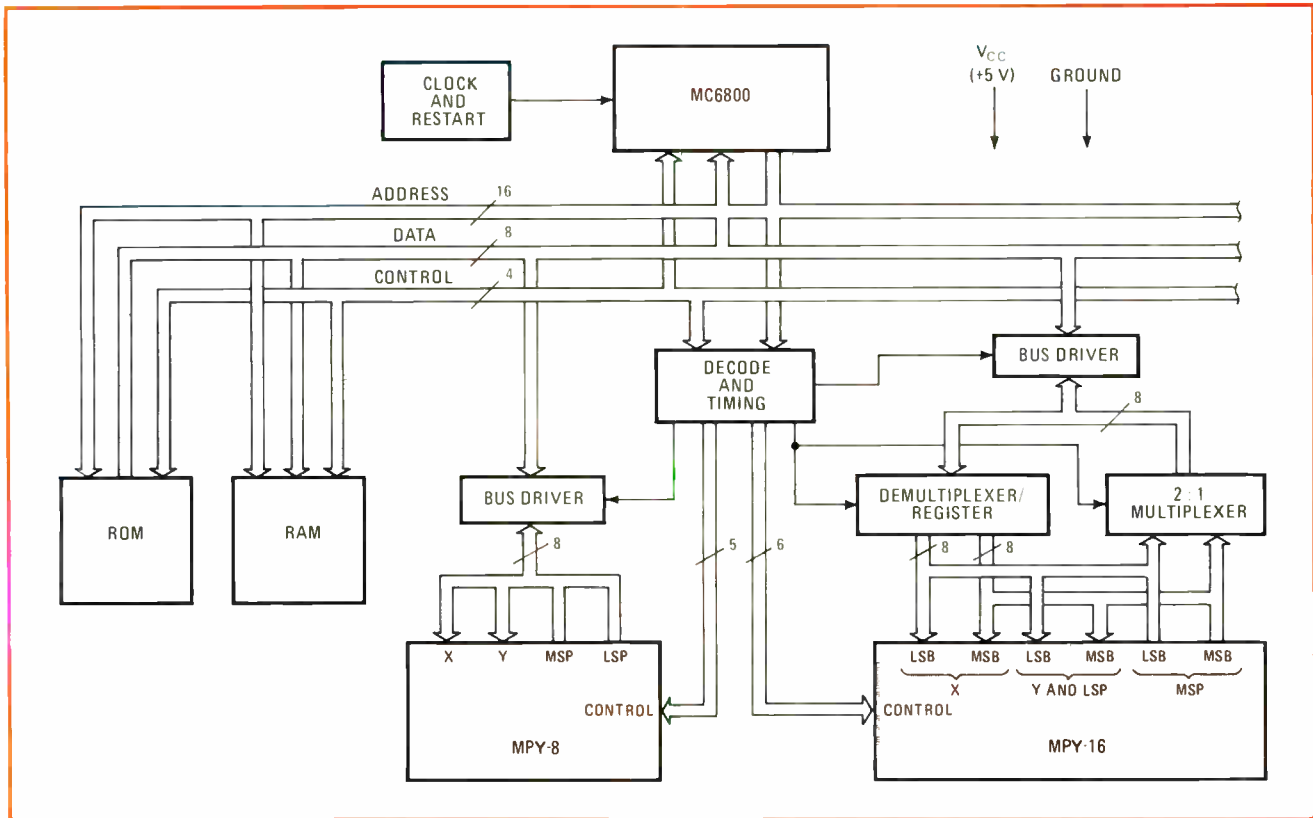 CLOCK
AND
RESTART
MC6800
VCC
(+5 V)
GROUND
ADDRESS
16
DATA
8
CONTROL
4
DECODE
AND
TIMING
BUS DRIVER
8
ROM
RAM
BUS DRIVER
8
5
6
DEMULTIPLEXER/
REGISTER
2 : 1
MULTIPLEXER
8
8
X
Y
MSP
LSP
CONTROL
MPY-8
LSB
MSB
LSB
MSB
LSB
MSB
X
Y AND LSP
MSP
CONTROL
MPY-16